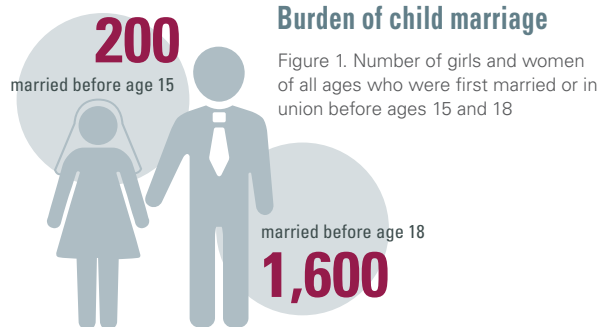 200
married before age 15
Burden of child marriage
Figure 1. Number of girls and women
of all ages who were first married or in
union before ages 15 and 18
married before age 18
1,600